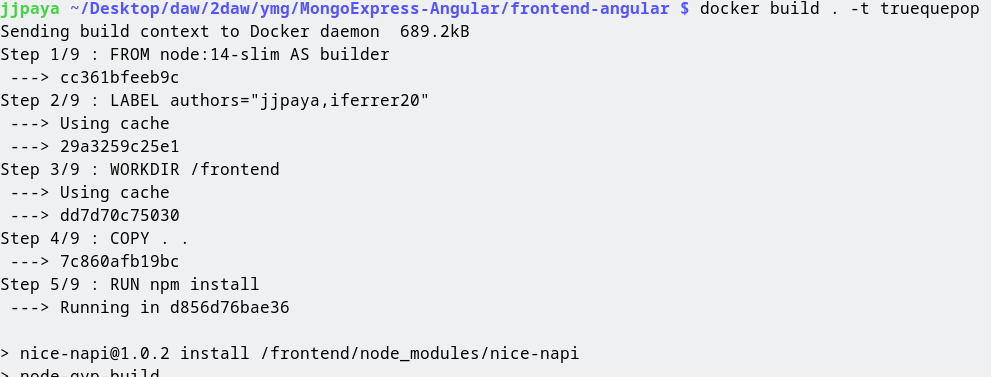 jjpaya ~/Desktop/daw/2daw/ymg/MongoExpress-Angular/frontend-angular $ docker build . -t truequepop
Sending build context to Docker daemon  689.2kB
Step 1/9 : FROM node:14-slim AS builder
 ---> cc361bfeeb9c
Step 2/9 : LABEL authors="jjpaya,iferrer20"
 ---> Using cache
 ---> 29a3259c25e1
Step 3/9 : WORKDIR /frontend
 ---> Using cache
 ---> dd7d70c75030
Step 4/9 : COPY . .
 ---> 7c860afb19bc
Step 5/9 : RUN npm install
 ---> Running in d856d76bae36
> nice-napi@1.0.2 install /frontend/node_modules/nice-napi
> node-gyp-build